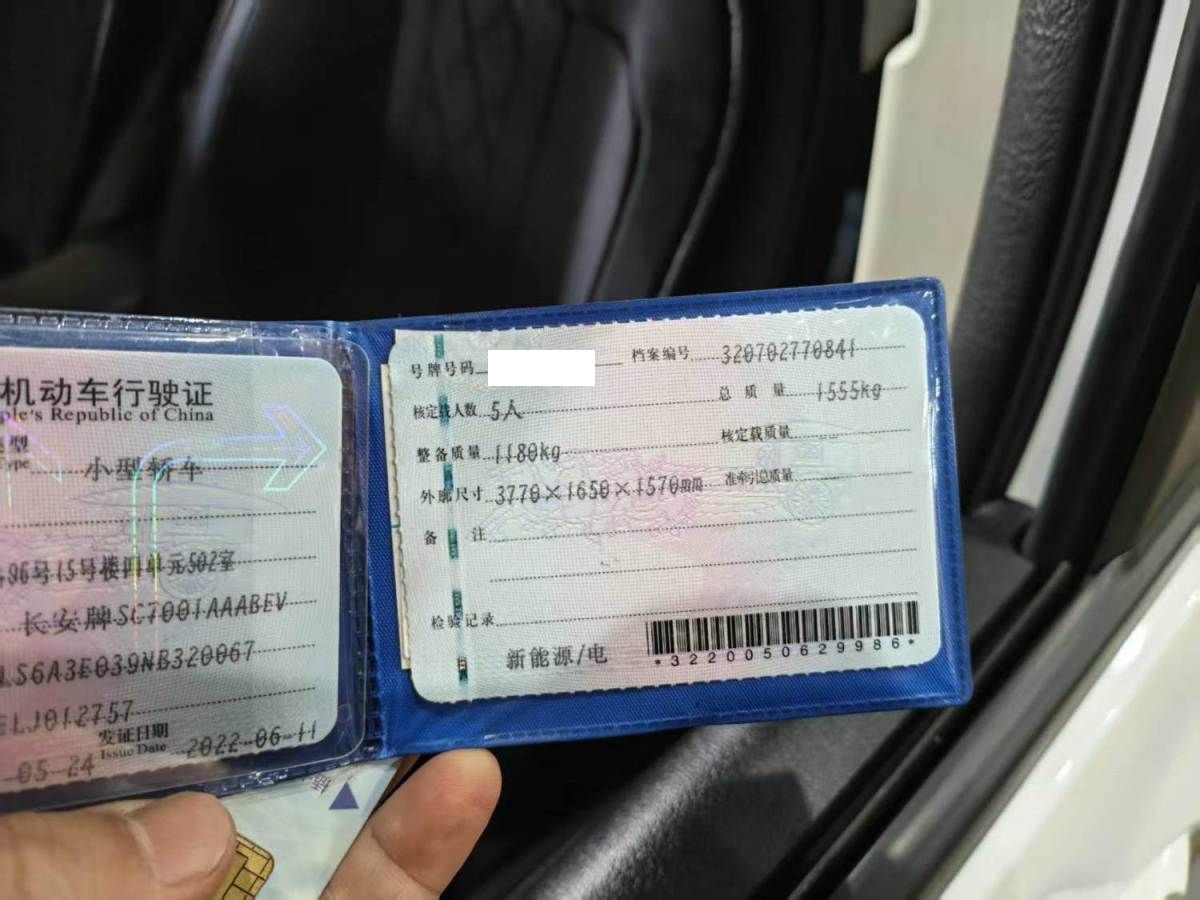 机动车行驶证
ple's Republic of China
类型
Type
小型轿车
96号15号楼四单元502室
长安牌SC7001AAABEV
LS6A3E039NB320067
ELJ012757
发证日期
Issue Date
2022-06-11
05-24
号牌号码
档案编号 320702770841
核定载人数 5人
总质量 1555kg
整备质量 1180kg
核定载质量
外廓尺寸 3770×1650×1570mm
准牵引总质量
备注
检验记录
新能源/电
*3220050629986*